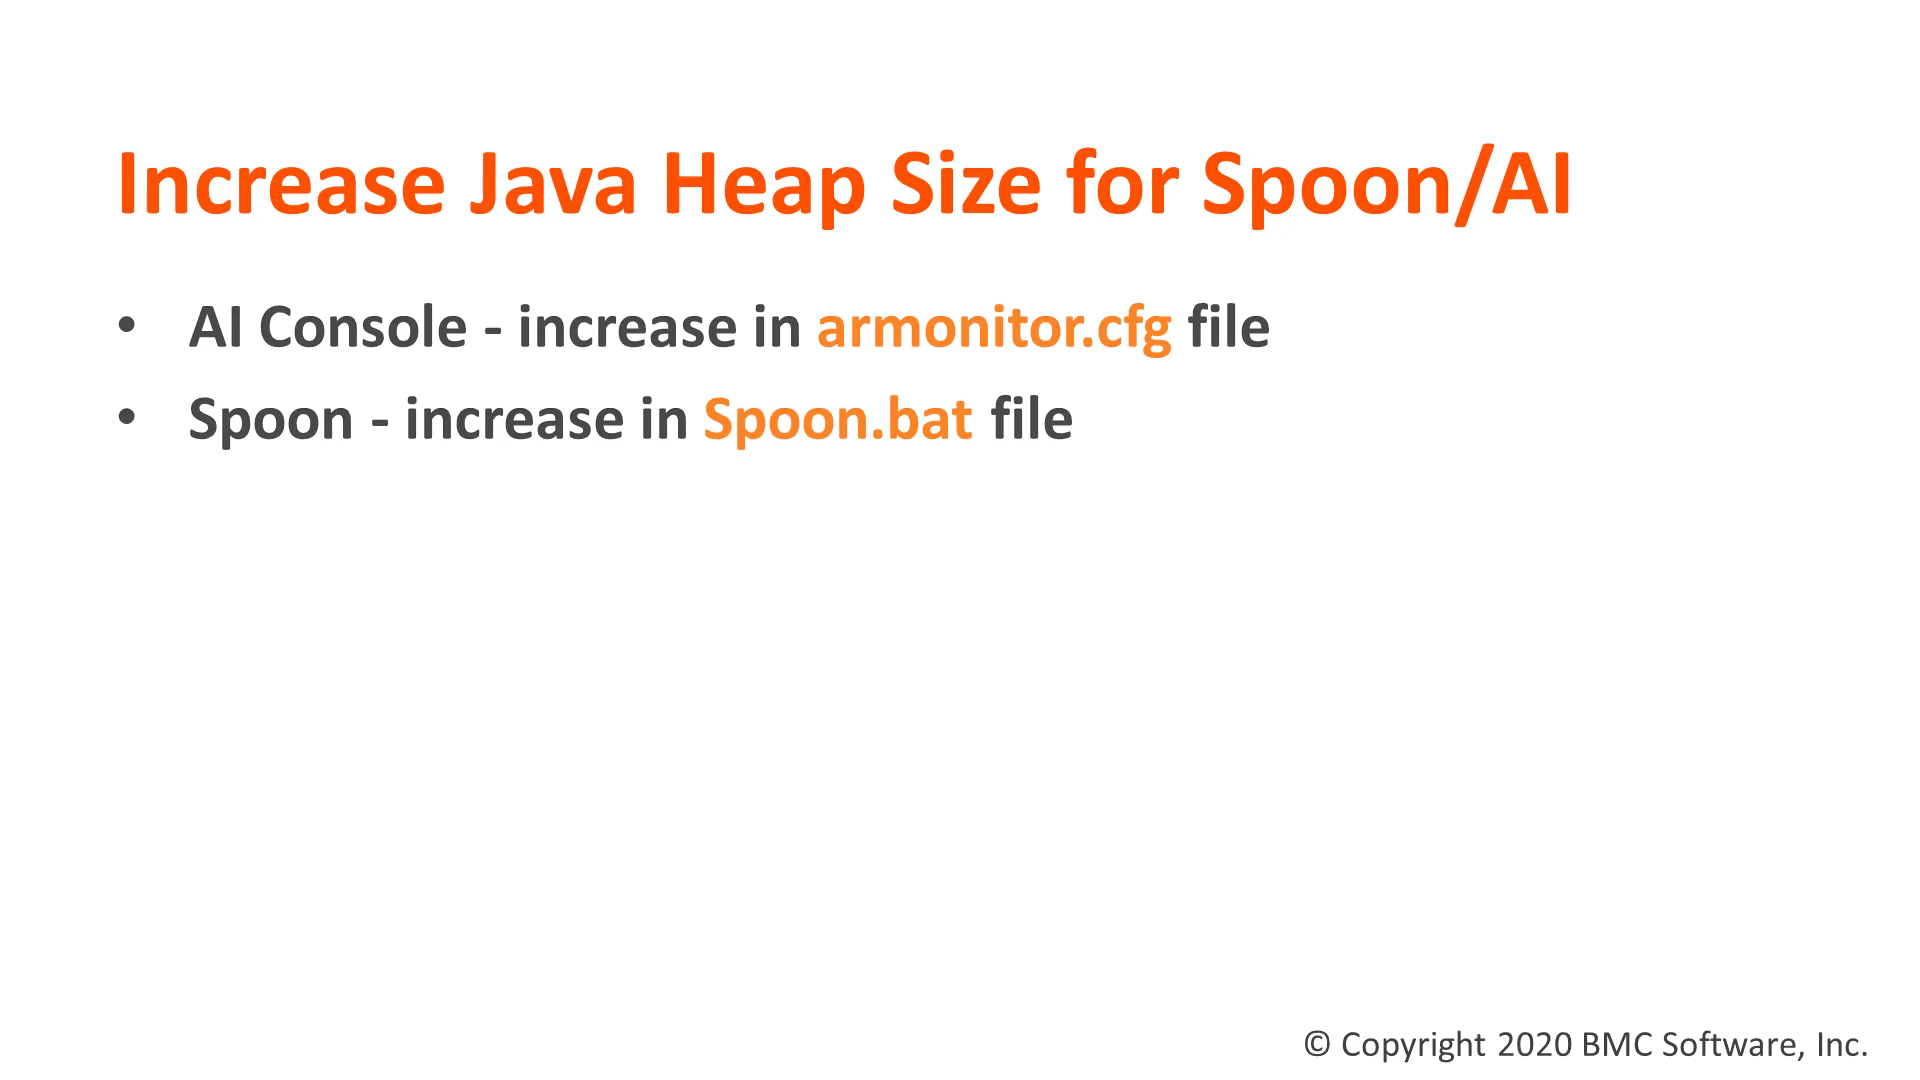 Increase Java Heap Size for Spoon/AI
• AI Console - increase in armonitor.cfg file
• Spoon - increase in Spoon.bat file
© Copyright 2020 BMC Software, Inc.